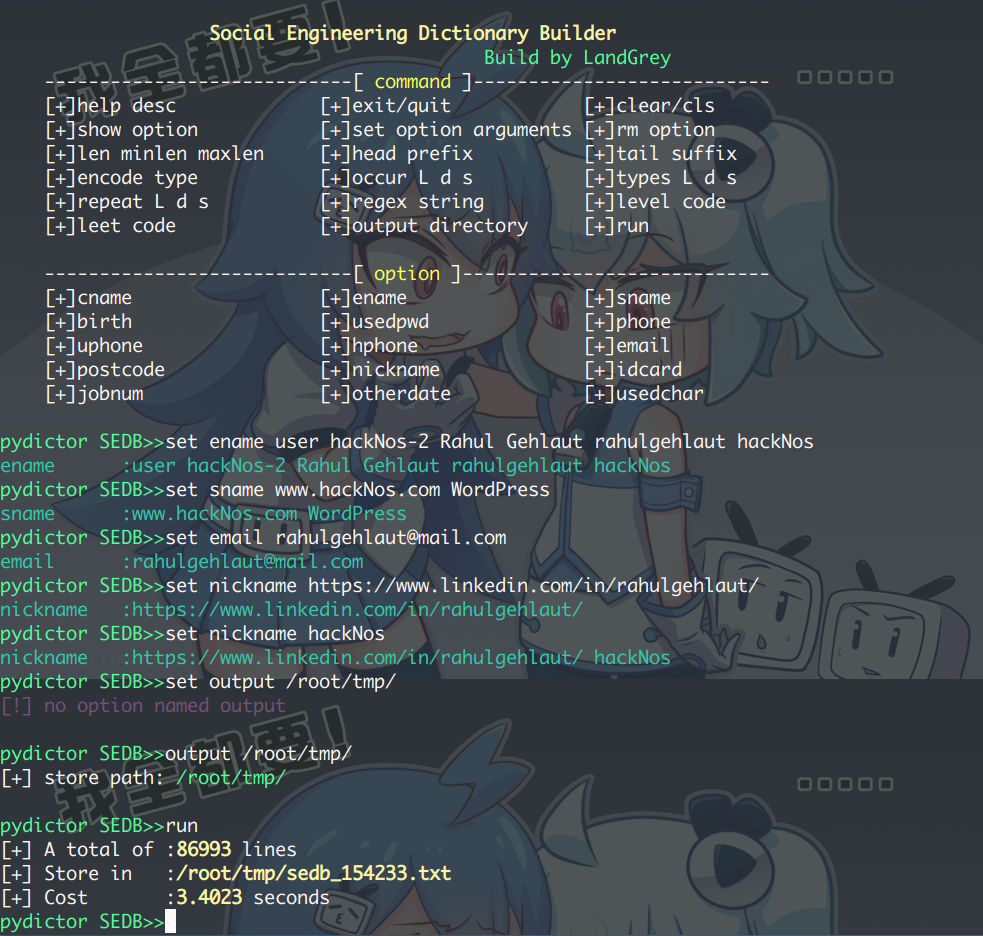 Social Engineering Dictionary Builder
Build by LandGrey
----------------------------[ command ]---------------------------
[+]help desc [+]exit/quit [+]clear/cls
[+]show option [+]set option arguments [+]rm option
[+]len minlen maxlen [+]head prefix [+]tail suffix
[+]encode type [+]occur L d s [+]types L d s
[+]repeat L d s [+]regex string [+]level code
[+]leet code [+]output directory [+]run
----------------------------[ option ]----------------------------
[+]cname [+]ename [+]sname
[+]birth [+]usedpwd [+]phone
[+]uphone [+]hphone [+]email
[+]postcode [+]nickname [+]idcard
[+]jobnum [+]otherdate [+]usedchar
pydictor SEDB>>set ename user hackNos-2 Rahul Gehlaut rahulgehlaut hackNos
ename :user hackNos-2 Rahul Gehlaut rahulgehlaut hackNos
pydictor SEDB>>set sname www.hackNos.com WordPress
sname :www.hackNos.com WordPress
pydictor SEDB>>set email rahulgehlaut@mail.com
email :rahulgehlaut@mail.com
pydictor SEDB>>set nickname https://www.linkedin.com/in/rahulgehlaut/
nickname :https://www.linkedin.com/in/rahulgehlaut/
pydictor SEDB>>set nickname hackNos
nickname :https://www.linkedin.com/in/rahulgehlaut/ hackNos
pydictor SEDB>>set output /root/tmp/
[!] no option named output
pydictor SEDB>>output /root/tmp/
[+] store path: /root/tmp/
pydictor SEDB>>run
[+] A total of :86993 lines
[+] Store in :/root/tmp/sedb_154233.txt
[+] Cost :3.4023 seconds
pydictor SEDB>>
我全都要!
我全都要!